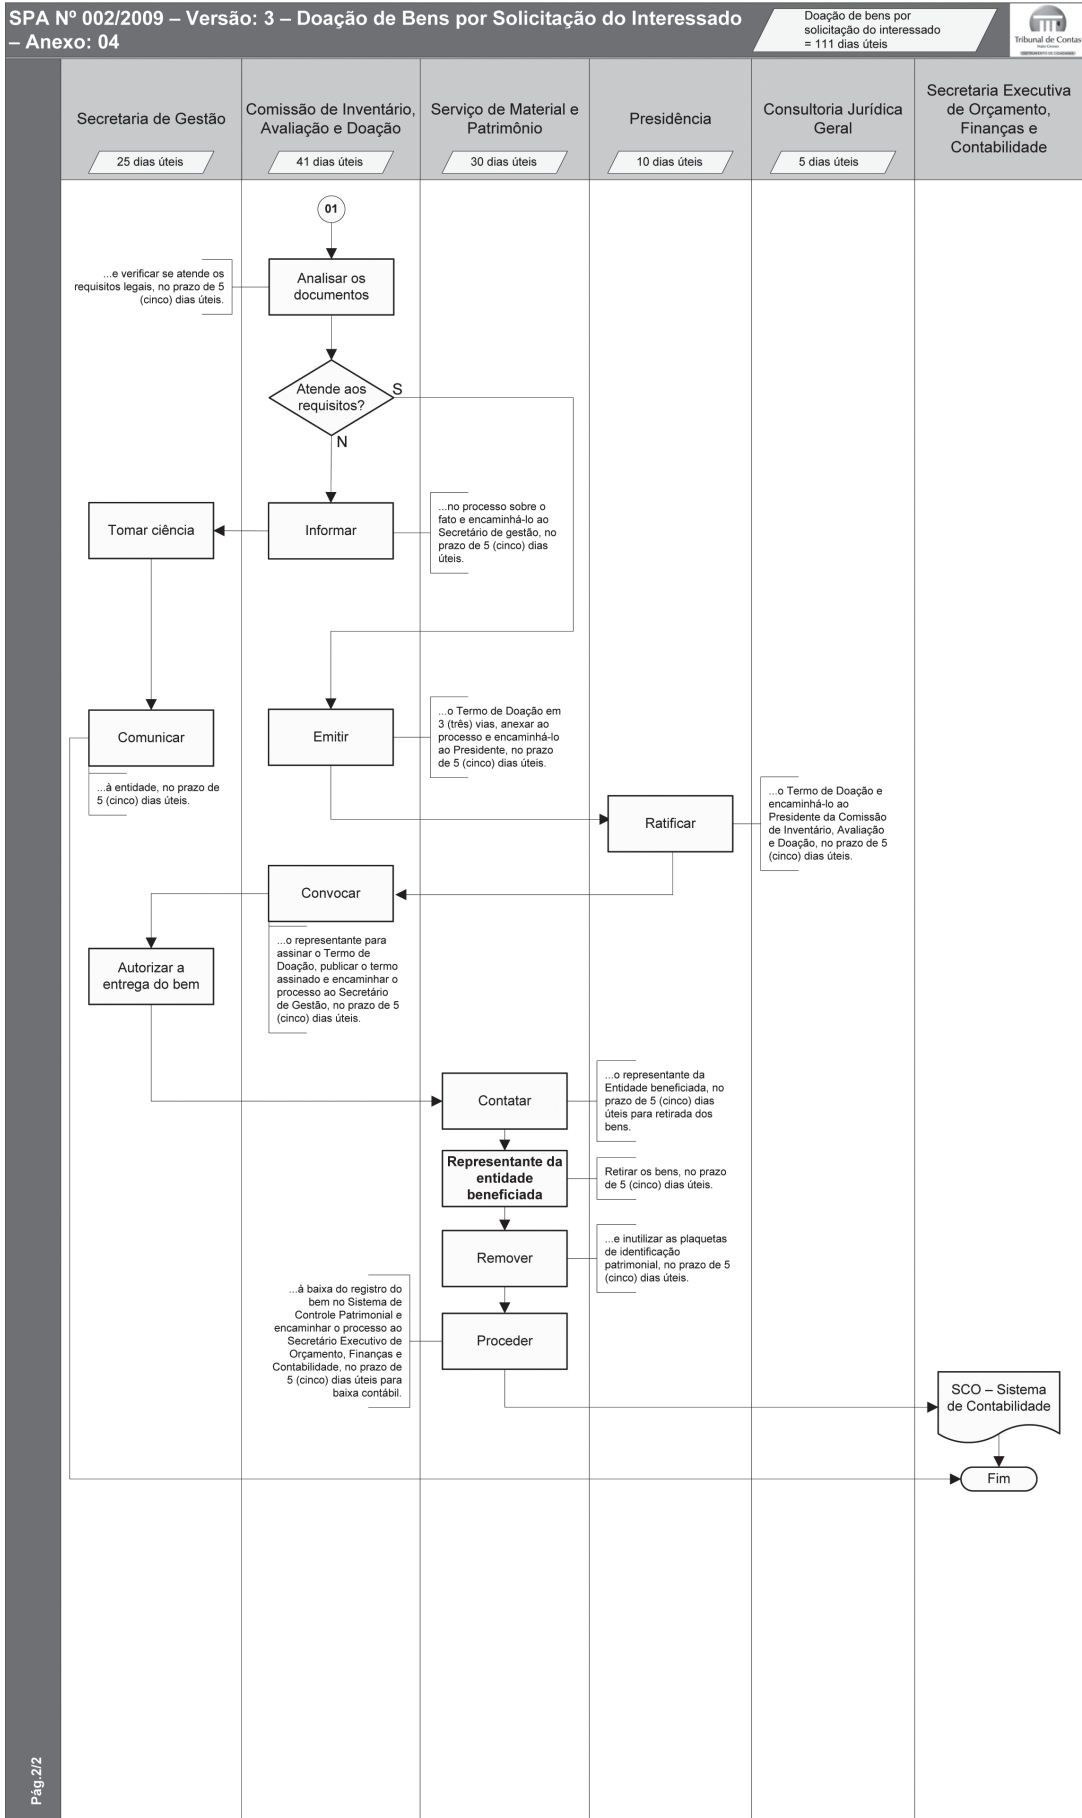 SPA Nº 002/2009 – Versão: 3 – Doação de Bens por Solicitação do Interessado
– Anexo: 04
Doação de bens por
solicitação do interessado
= 111 dias úteis
Tribunal de Contas
Mato Grosso
INSTRUMENTO DE CIDADANIA
Secretaria de Gestão
25 dias úteis
Comissão de Inventário,
Avaliação e Doação
41 dias úteis
Serviço de Material e
Patrimônio
30 dias úteis
Presidência
10 dias úteis
Consultoria Jurídica
Geral
5 dias úteis
Secretaria Executiva
de Orçamento,
Finanças e
Contabilidade
01
...e verificar se atende os
requisitos legais, no prazo de 5
(cinco) dias úteis.
Analisar os
documentos
Atende aos
requisitos?
S
N
Tomar ciência
Informar
...no processo sobre o
fato e encaminhá-lo ao
Secretário de gestão, no
prazo de 5 (cinco) dias
úteis.
Comunicar
...à entidade, no prazo de
5 (cinco) dias úteis.
Emitir
...o Termo de Doação em
3 (três) vias, anexar ao
processo e encaminhá-lo
ao Presidente, no prazo
de 5 (cinco) dias úteis.
Ratificar
...o Termo de Doação e
encaminhá-lo ao
Presidente da Comissão
de Inventário, Avaliação
e Doação, no prazo de 5
(cinco) dias úteis.
Convocar
...o representante para
assinar o Termo de
Doação, publicar o termo
assinado e encaminhar o
processo ao Secretário
de Gestão, no prazo de 5
(cinco) dias úteis.
Autorizar a
entrega do bem
Contatar
...o representante da
Entidade beneficiada, no
prazo de 5 (cinco) dias
úteis para retirada dos
bens.
Representante da
entidade
beneficiada
Retirar os bens, no prazo
de 5 (cinco) dias úteis.
Remover
...e inutilizar as plaquetas
de identificação
patrimonial, no prazo de 5
(cinco) dias úteis.
...à baixa do registro do
bem no Sistema de
Controle Patrimonial e
encaminhar o processo ao
Secretário Executivo de
Orçamento, Finanças e
Contabilidade, no prazo de
5 (cinco) dias úteis para
baixa contábil.
Proceder
SCO – Sistema
de Contabilidade
Fim
Pág.2/2